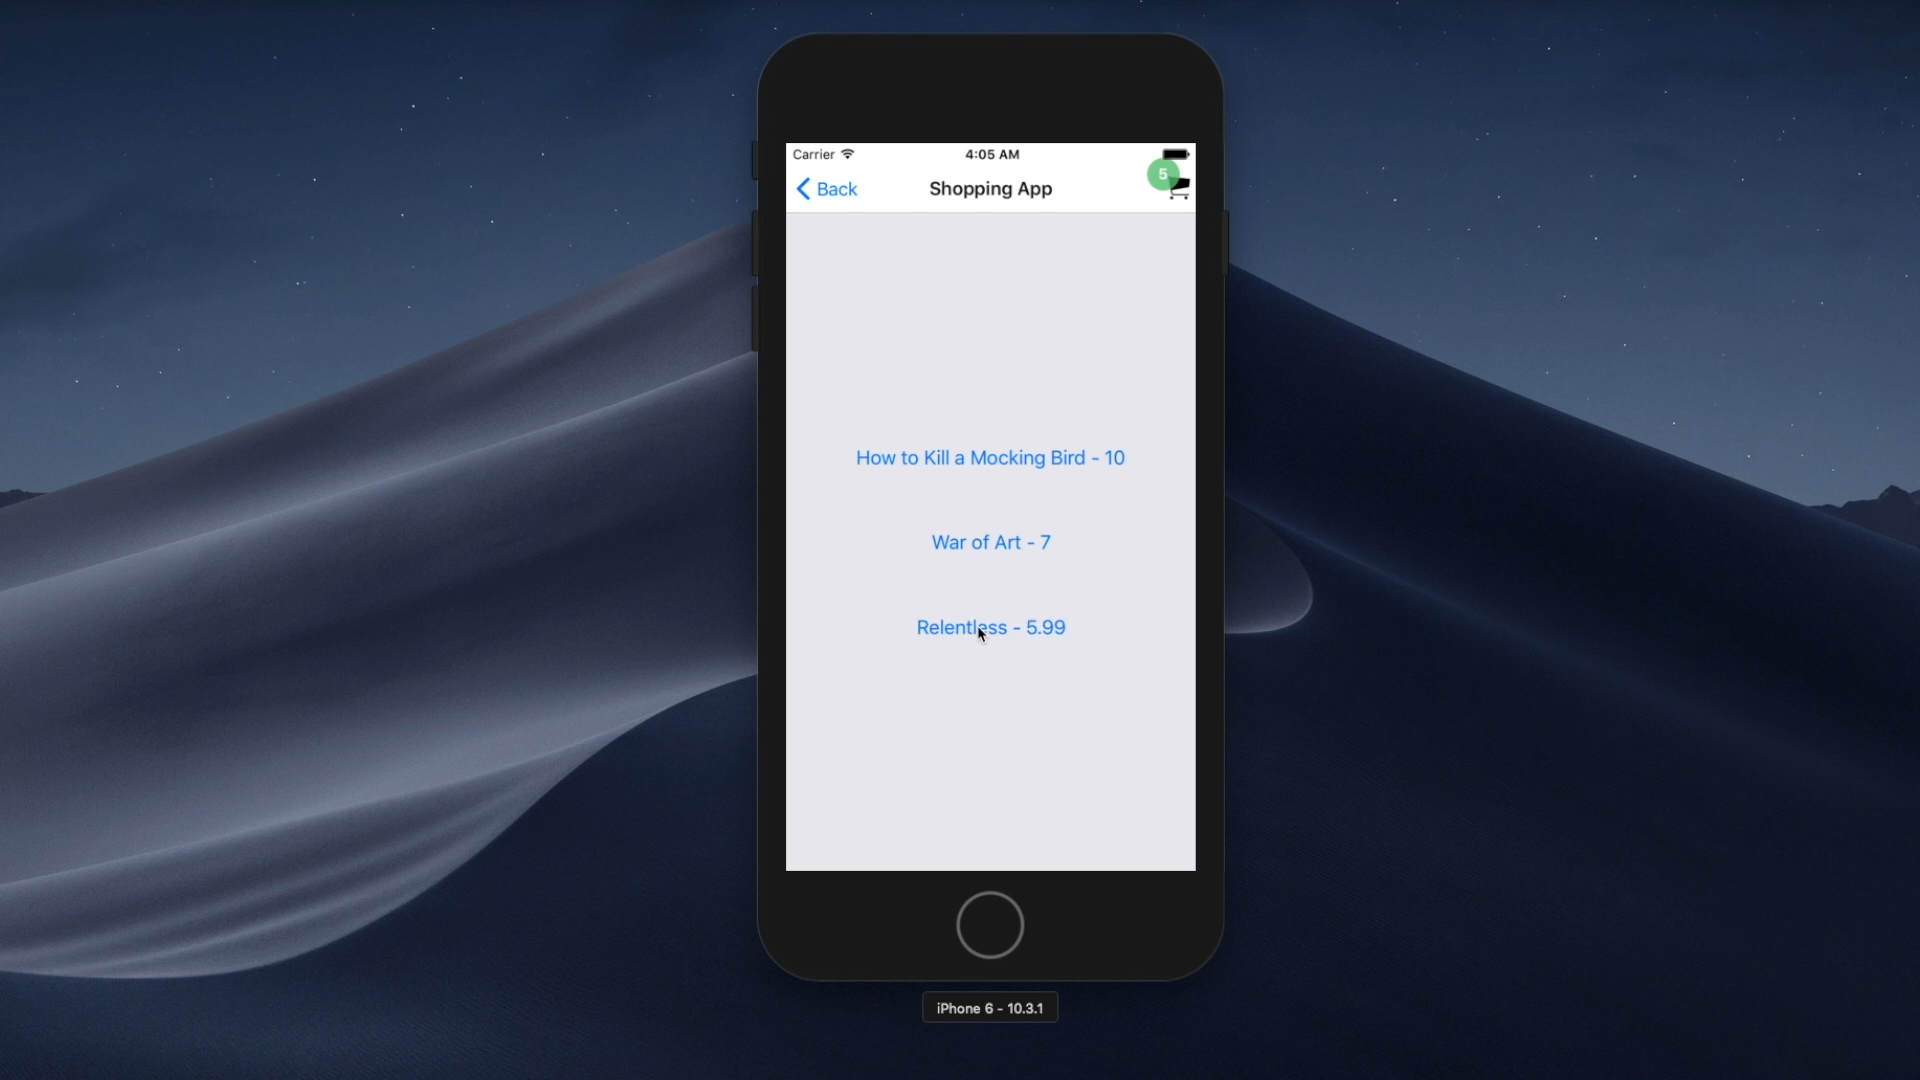 Carrier 4:05 AM
Back Shopping App 5
How to Kill a Mocking Bird - 10
War of Art - 7
Relentless - 5.99
iPhone 6 - 10.3.1